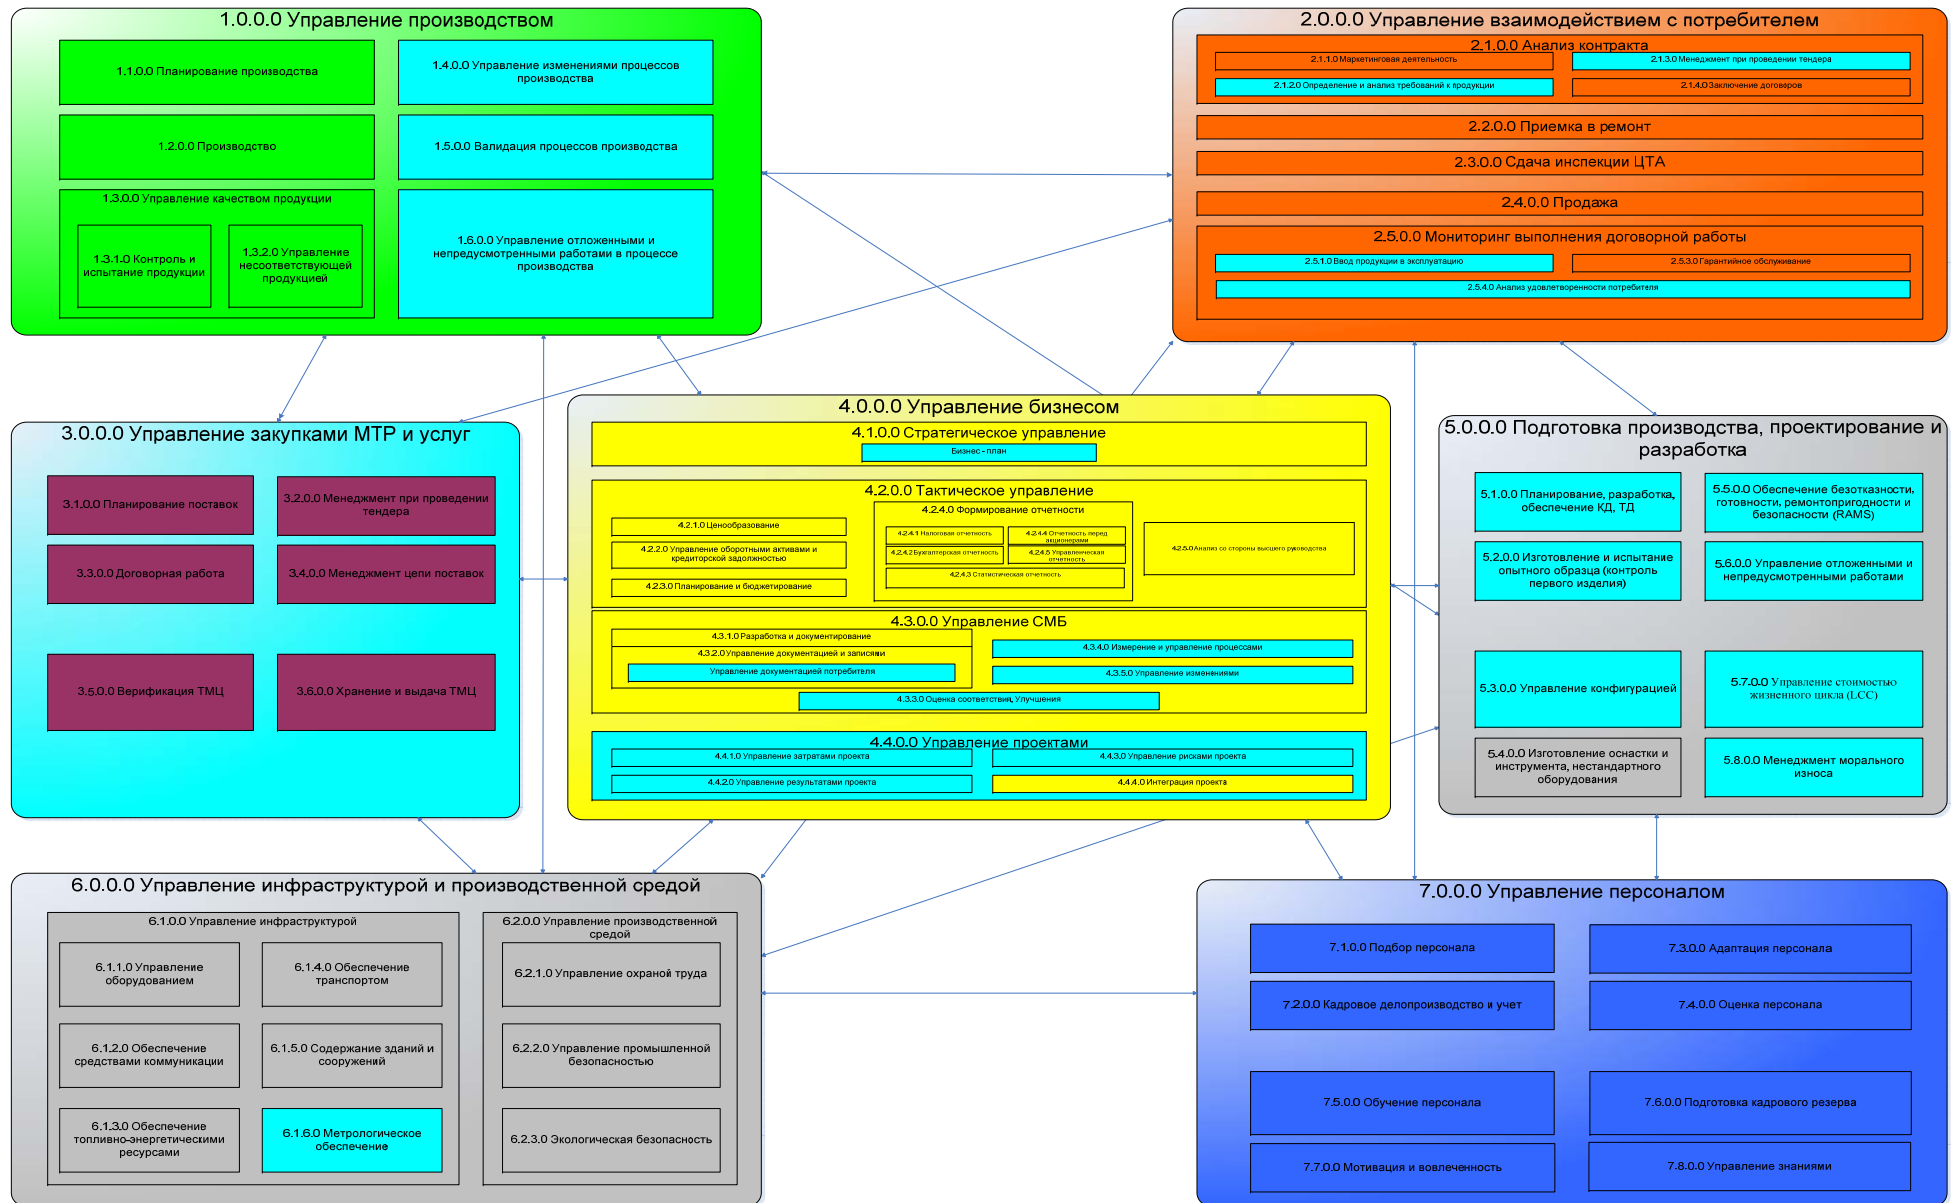 1.0.0.0 Управление производством
1.1.0.0 Планирование производства
1.4.0.0 Управление изменениями процессов
производства
1.2.0.0 Производство
1.5.0.0 Валидация процессов производства
1.3.0.0 Управление качеством продукции
1.3.1.0 Контроль и
испытание продукции
1.3.2.0 Управление
несоответствующей
продукцией
1.6.0.0 Управление отложенными и
непредусмотренными работами в процессе
производства
2.0.0.0 Управление взаимодействием с потребителем
2.1.0.0 Анализ контракта
2.1.1.0 Маркетинговая деятельность
2.1.3.0 Менеджмент при проведении тендера
2.1.2.0 Определение и анализ требований к продукции
2.1.4.0 Заключение договоров
2.2.0.0 Приемка в ремонт
2.3.0.0 Сдача инспекции ЦТА
2.4.0.0 Продажа
2.5.0.0 Мониторинг выполнения договорной работы
2.5.1.0 Ввод продукции в эксплуатацию
2.5.3.0 Гарантийное обслуживание
2.5.4.0 Анализ удовлетворенности потребителя
3.0.0.0 Управление закупками МТР и услуг
3.1.0.0 Планирование поставок
3.2.0.0 Менеджмент при проведении
тендера
3.3.0.0 Договорная работа
3.4.0.0 Менеджмент цепи поставок
3.5.0.0 Верификация ТМЦ
3.6.0.0 Хранение и выдача ТМЦ
4.0.0.0 Управление бизнесом
4.1.0.0 Стратегическое управление
Бизнес - план
4.2.0.0 Тактическое управление
4.2.1.0 Ценообразование
4.2.2.0 Управление оборотными активами и
кредиторской задолжностью
4.2.3.0 Планирование и бюджетирование
4.2.4.0 Формирование отчетности
4.2.4.1 Налоговая отчетность
4.2.4.4 Отчетность перед
акционерами
4.2.4.2 Бухгалтерская отчетность
4.2.4.5 Управленческая
отчетность
4.2.4.3 Статистическая отчетность
4.2.5.0 Анализ со стороны высшего руководства
4.3.0.0 Управление СМБ
4.3.1.0 Разработка и документирование
4.3.2.0 Управление документацией и записями
Управление документацией потребителя
4.3.4.0 Измерение и управление процессами
4.3.5.0 Управление изменениями
4.3.3.0 Оценка соответствия, Улучшения
4.4.0.0 Управление проектами
4.4.1.0 Управление затратами проекта
4.4.3.0 Управление рисками проекта
4.4.2.0 Управление результатами проекта
4.4.4.0 Интеграция проекта
5.0.0.0 Подготовка производства, проектирование и
разработка
5.1.0.0 Планирование, разработка,
обеспечение КД, ТД
5.5.0.0 Обеспечение безотказности,
готовности, ремонтопригодности и
безопасности (RAMS)
5.2.0.0 Изготовление и испытание
опытного образца (контроль
первого изделия)
5.6.0.0 Управление отложенными и
непредусмотренными работами
5.3.0.0 Управление конфигурацией
5.7.0.0 Управление стоимостью
жизненного цикла (LCC)
5.4.0.0 Изготовление оснастки и
инструмента, нестандартного
оборудования
5.8.0.0 Менеджмент морального
износа
6.0.0.0 Управление инфраструктурой и производственной средой
6.1.0.0 Управление инфраструктурой
6.1.1.0 Управление
оборудованием
6.1.4.0 Обеспечение
транспортом
6.1.2.0 Обеспечение
средствами коммуникации
6.1.5.0 Содержание зданий и
сооружений
6.1.3.0 Обеспечение
топливно-энергетическими
ресурсами
6.1.6.0 Метрологическое
обеспечение
6.2.0.0 Управление производственной
средой
6.2.1.0 Управление охраной труда
6.2.2.0 Управление промышленной
безопасностью
6.2.3.0 Экологическая безопасность
7.0.0.0 Управление персоналом
7.1.0.0 Подбор персонала
7.3.0.0 Адаптация персонала
7.2.0.0 Кадровое делопроизводство и учет
7.4.0.0 Оценка персонала
7.5.0.0 Обучение персонала
7.6.0.0 Подготовка кадрового резерва
7.7.0.0 Мотивация и вовлеченность
7.8.0.0 Управление знаниями